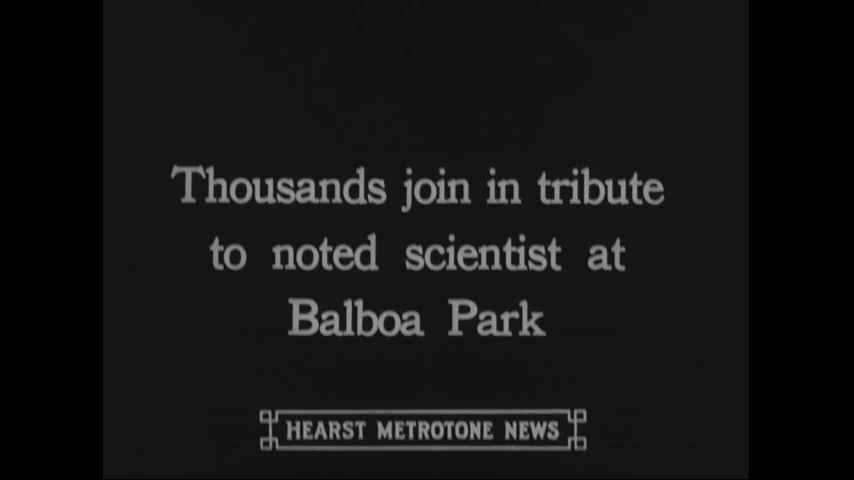 Thousands join in tribute
to noted scientist at
Balboa Park
HEARST METROTONE NEWS